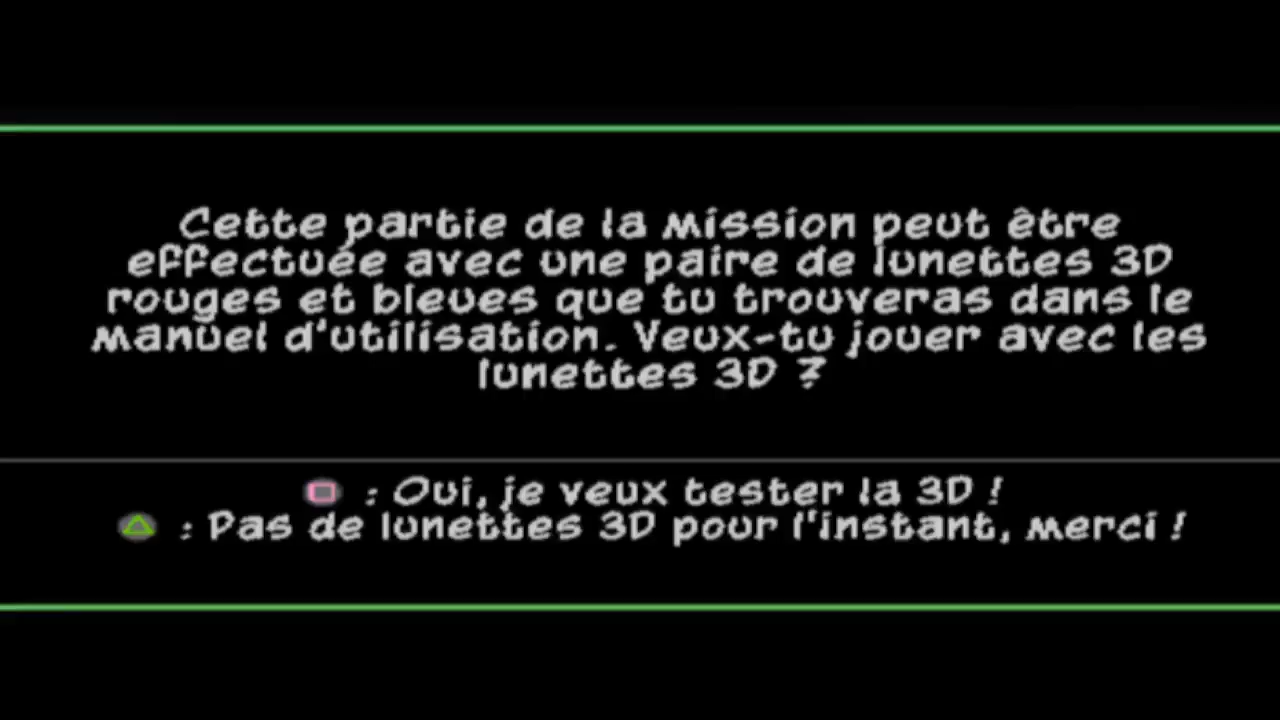 Cette partie de la mission peut être
effectuée avec une paire de lunettes 3D
rouges et bleues que tu trouveras dans le
manuel d'utilisation. Veux-tu jouer avec les
lunettes 3D ?
: Oui, je veux tester la 3D !
: Pas de lunettes 3D pour l'instant, merci !